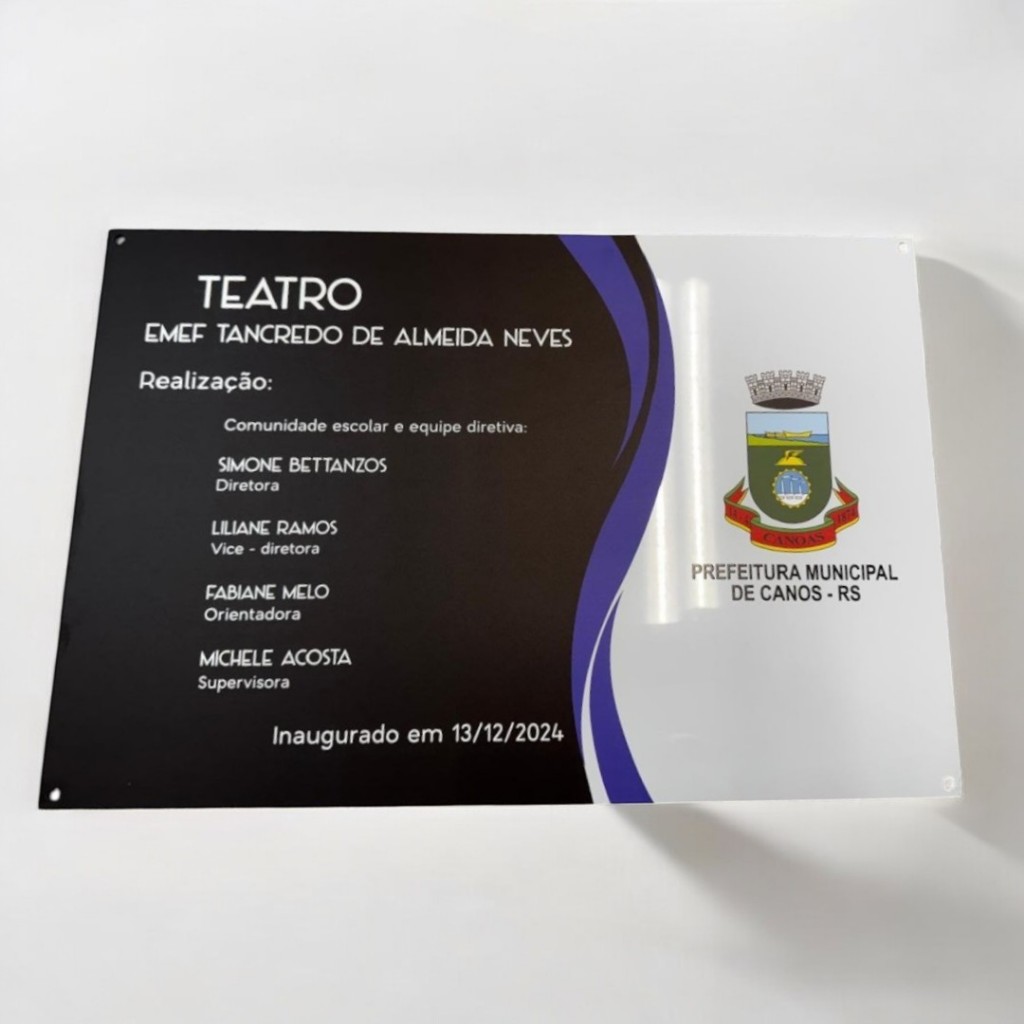 TEATRO
EMEF TANCREDO DE ALMEIDA NEVES
Realização:
Comunidade escolar e equipe diretiva:
SIMONE BETTANZOS
Diretora
LILIANE RAMOS
Vice - diretora
FABIANE MELO
Orientadora
MICHELE ACOSTA
Supervisora
Inaugurado em 13/12/2024
CANOAS
PREFEITURA MUNICIPAL
DE CANOS - RS